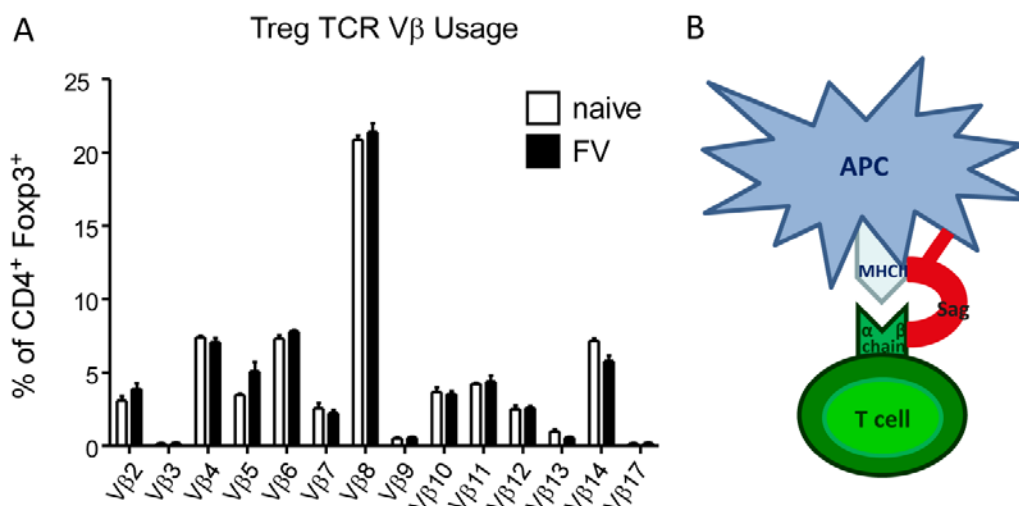 A
Treg TCR Vβ Usage
% of CD4⁺ Foxp3⁺
25
20
15
10
5
0
naive
FV
Vβ2
Vβ3
Vβ4
Vβ5
Vβ6
Vβ7
Vβ8
Vβ9
Vβ10
Vβ11
Vβ12
Vβ13
Vβ14
Vβ17
B
APC
MHCII
Sag
α β
chain
T cell